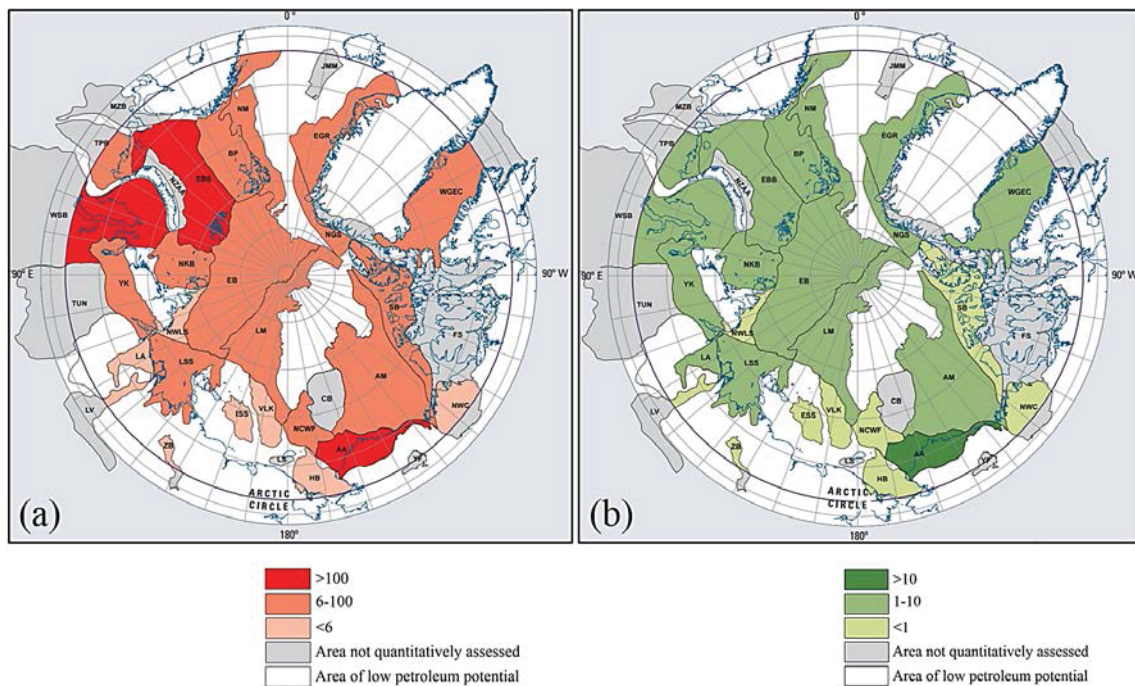 0°
JMM
MZB
NM
TPB
EGR
BP
EBB
NZAA
WGEC
WSB
NGS
90° E
90° W
NKB
YK
EB
TUN
SB
NWLS
FS
LM
LA
LSS
AM
CB
NWC
ESS
VLK
LV
NCWF
ZB
AA
LS
YF
HB
ARCTIC
CIRCLE
(a)
180°
0°
JMM
MZB
NM
TPB
EGR
BP
EBB
NZAA
WGEC
WSB
NGS
90° E
90° W
NKB
YK
EB
TUN
SB
NWLS
FS
LM
LA
LSS
AM
CB
NWC
ESS
VLK
LV
NCWF
ZB
AA
LS
YF
HB
ARCTIC
CIRCLE
(b)
180°
>100
6-100
<6
Area not quantitatively assessed
Area of low petroleum potential
>10
1-10
<1
Area not quantitatively assessed
Area of low petroleum potential